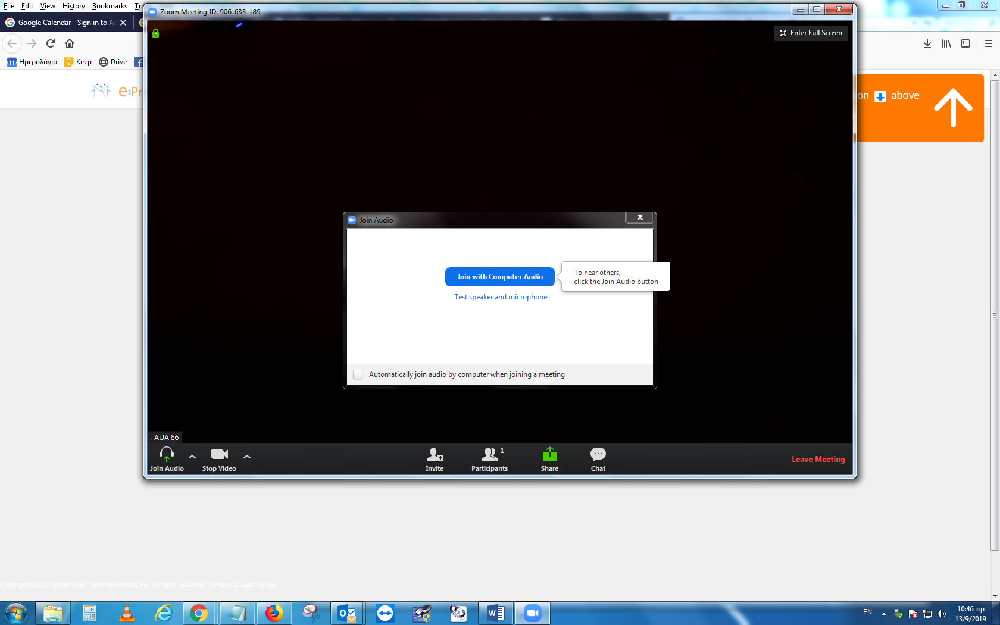 File Edit View History Bookmarks To
Zoom Meeting ID: 906-633-189
Google Calendar - Sign in to Ac
Enter Full Screen
Ημερολόγιο Keep Drive
e:Pr
on above
Join Audio
Join with Computer Audio
To hear others,
click the Join Audio button
Test speaker and microphone
Automatically join audio by computer when joining a meeting
. AUA|66
1
Join Audio Stop Video Invite Participants Share Chat
Leave Meeting
Copyright ©2019 Zoom Video Communications, Inc. All rights reserved. Privacy & Legal Policies
EN
10:46 πμ
13/9/2019